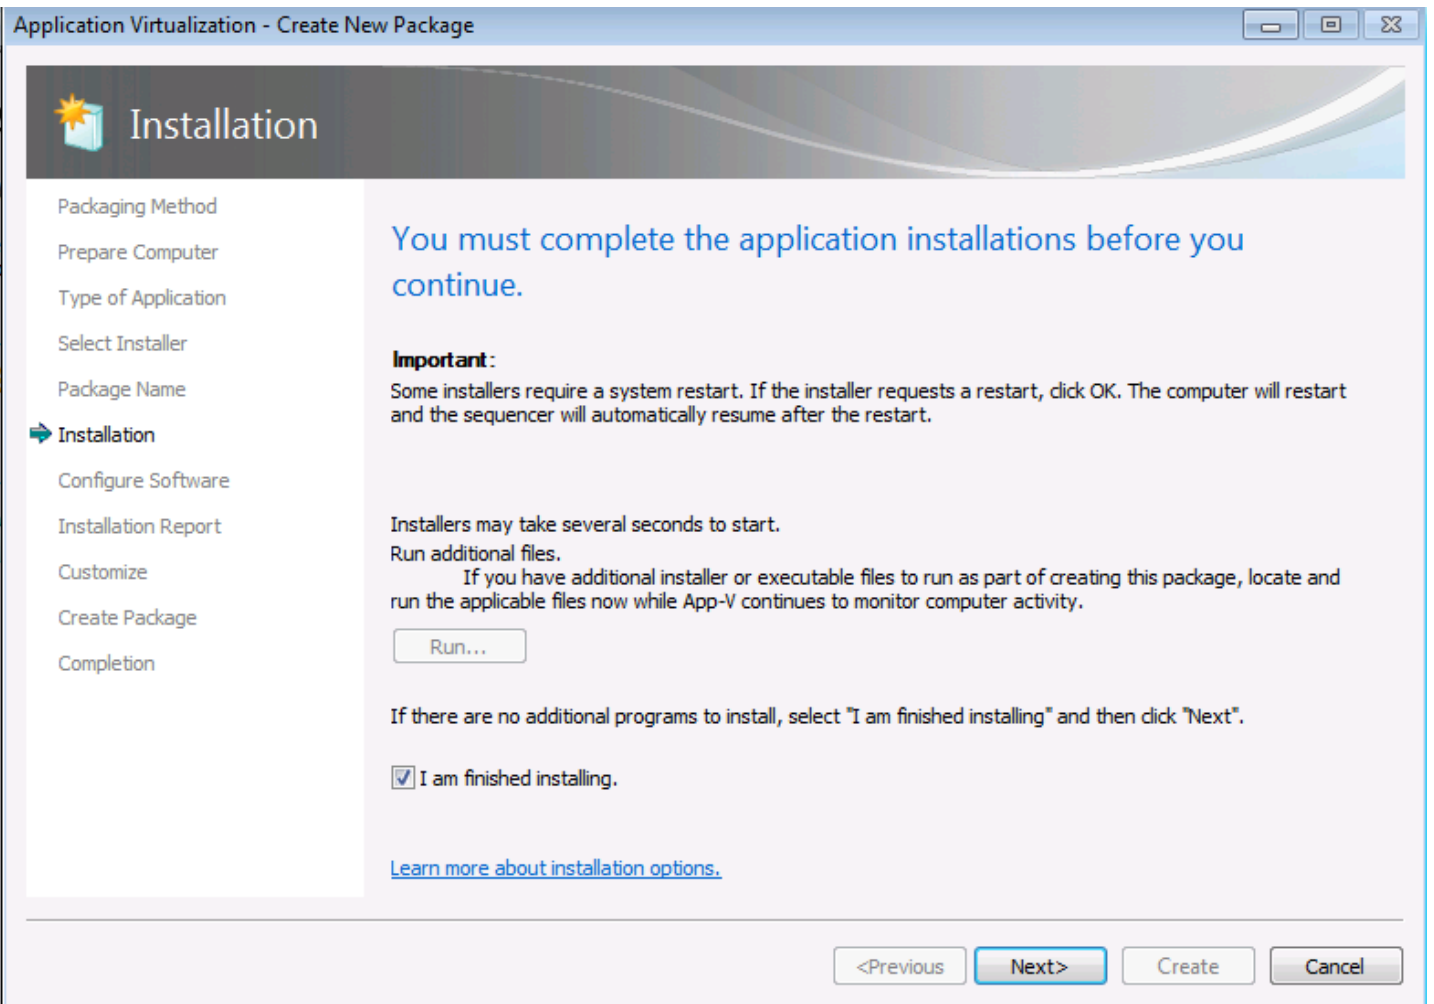 Application Virtualization - Create New Package
Installation
Packaging Method
Prepare Computer
Type of Application
Select Installer
Package Name
Installation
Configure Software
Installation Report
Customize
Create Package
Completion
You must complete the application installations before you
continue.
Important:
Some installers require a system restart. If the installer requests a restart, click OK. The computer will restart
and the sequencer will automatically resume after the restart.
Installers may take several seconds to start.
Run additional files.
If you have additional installer or executable files to run as part of creating this package, locate and
run the applicable files now while App-V continues to monitor computer activity.
Run...
If there are no additional programs to install, select "I am finished installing" and then click "Next".
I am finished installing.
Learn more about installation options.
<Previous
Next>
Create
Cancel